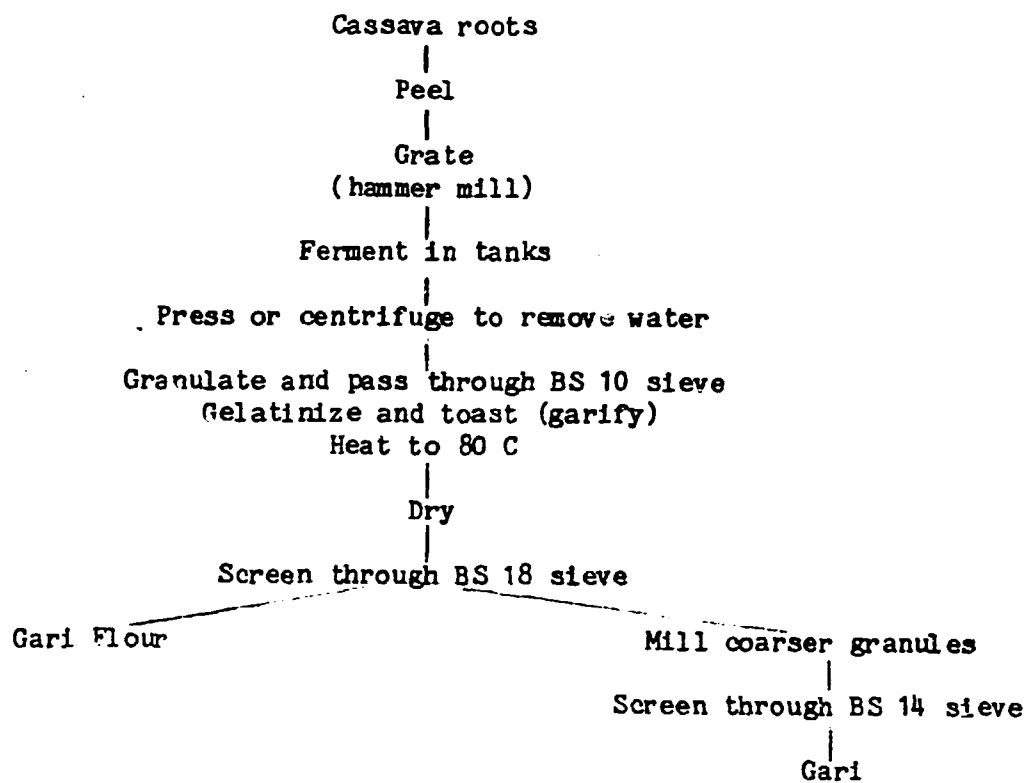 Cassava roots
Peel
Grate
(hammer mill)
Ferment in tanks
Press or centrifuge to remove water
Granulate and pass through BS 10 sieve
Gelatinize and toast (garify)
Heat to 80 C
Dry
Screen through BS 18 sieve
Gari Flour
Mill coarser granules
Screen through BS 14 sieve
Gari